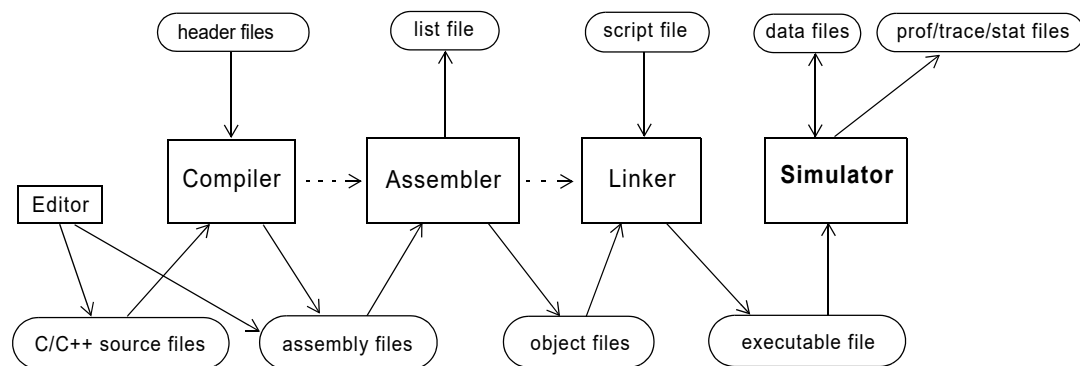 header files
list file
script file
data files
prof/trace/stat files
Compiler
Assembler
Linker
Simulator
Editor
C/C++ source files
assembly files
object files
executable file